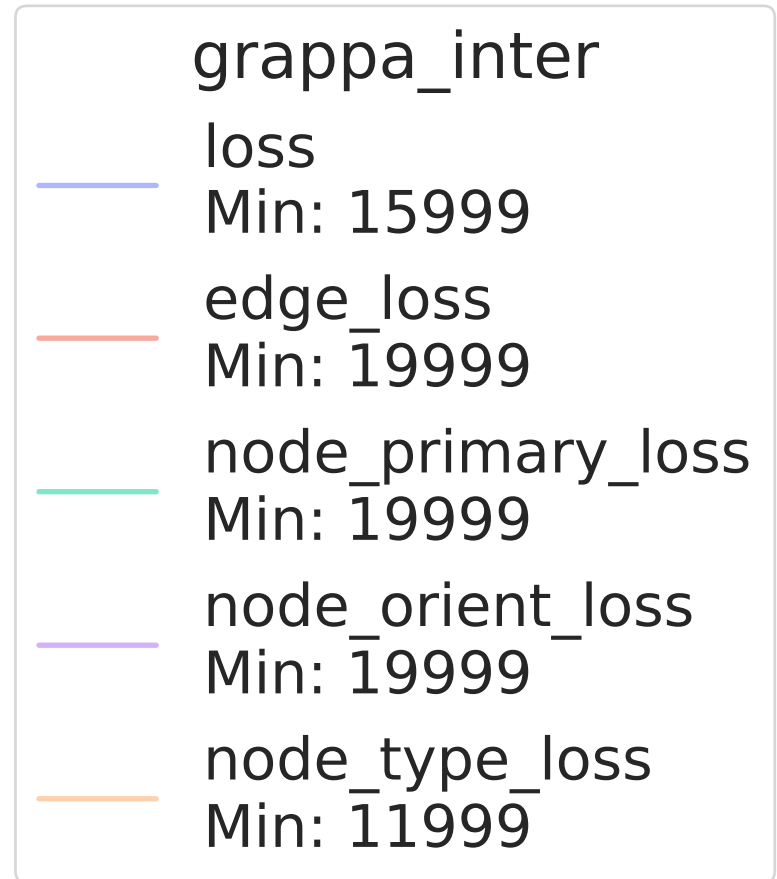 grappa_inter
loss
Min: 15999
edge_loss
Min: 19999
node_primary_loss
Min: 19999
node_orient_loss
Min: 19999
node_type_loss
Min: 11999